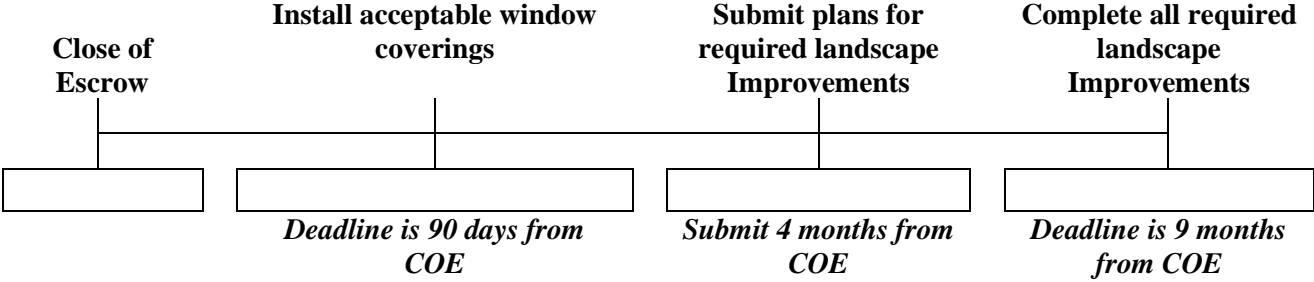 Close of
Escrow
Install acceptable window
coverings
Submit plans for
required landscape
Improvements
Complete all required
landscape
Improvements
Deadline is 90 days from
COE
Submit 4 months from
COE
Deadline is 9 months
from COE